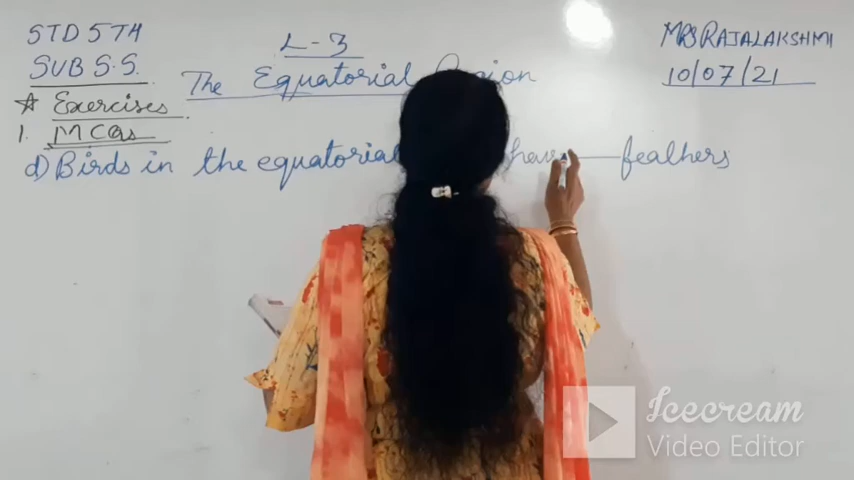 STD 5TH
SUB S.S.
L-3
The Equatorial Region
MRS RAJALAKSHMI
10/07/21
* Exercises
1. MCQs
d) Birds in the equatorial have feathers
Icecream
Video Editor